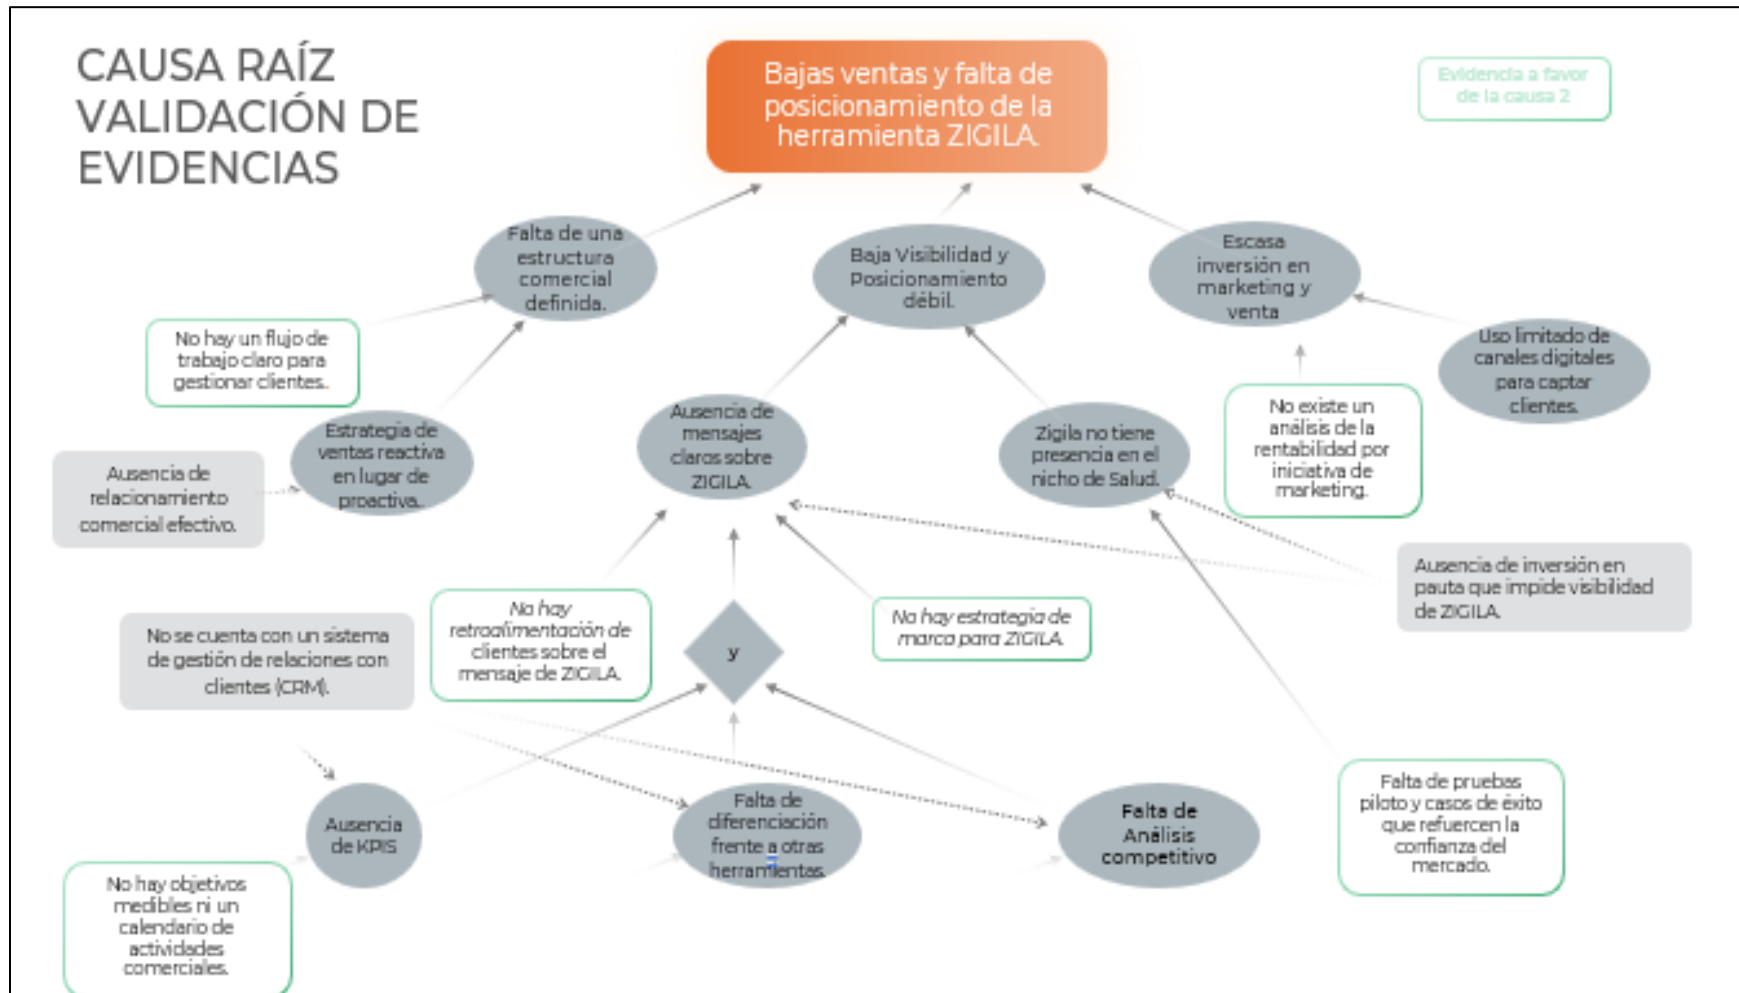 CAUSA RAÍZ
VALIDACIÓN DE
EVIDENCIAS
Bajas ventas y falta de
posicionamiento de la
herramienta ZIGILA.
Evidencia a favor
de la causa 2
Falta de una
estructura
comercial
definida.
Baja Visibilidad y
Posicionamiento
débil.
Escasa
inversión en
marketing y
venta
No hay un flujo de
trabajo claro para
gestionar clientes..
Uso limitado de
canales digitales
para captar
clientes.
Estrategia de
ventas reactiva
en lugar de
proactiva..
Ausencia de
mensajes
claros sobre
ZIGILA.
Zigila no tiene
presencia en el
nicho de Salud.
No existe un
análisis de la
rentabilidad por
iniciativa de
marketing.
Ausencia de
relacionamiento
comercial efectivo.
Ausencia de inversión en
pauta que impide visibilidad
de ZIGILA.
No se cuenta con un sistema
de gestión de relaciones con
clientes (CRM).
No hay
retroalimentación de
clientes sobre el
mensaje de ZIGILA.
y
No hay estrategia de
marca para ZIGILA.
Ausencia
de KPIS
Falta de
diferenciación
frente a otras
herramientas.
Falta de
Análisis
competitivo
Falta de pruebas
piloto y casos de éxito
que refuercen la
confianza del
mercado.
No hay objetivos
medibles ni un
calendario de
actividades
comerciales.